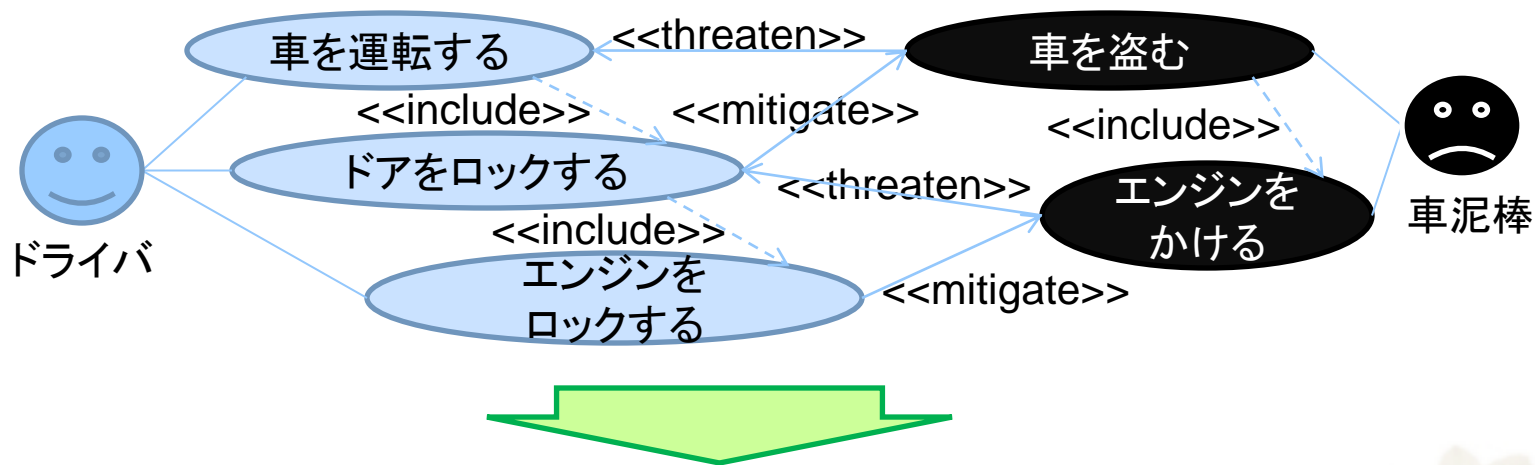 車を運転する
<<threaten>>
車を盗む
<<include>>
<<mitigate>>
<<include>>
ドアをロックする
<<threaten>>
エンジンを
かける
車泥棒
ドライバ
<<include>>
エンジンを
ロックする
<<mitigate>>